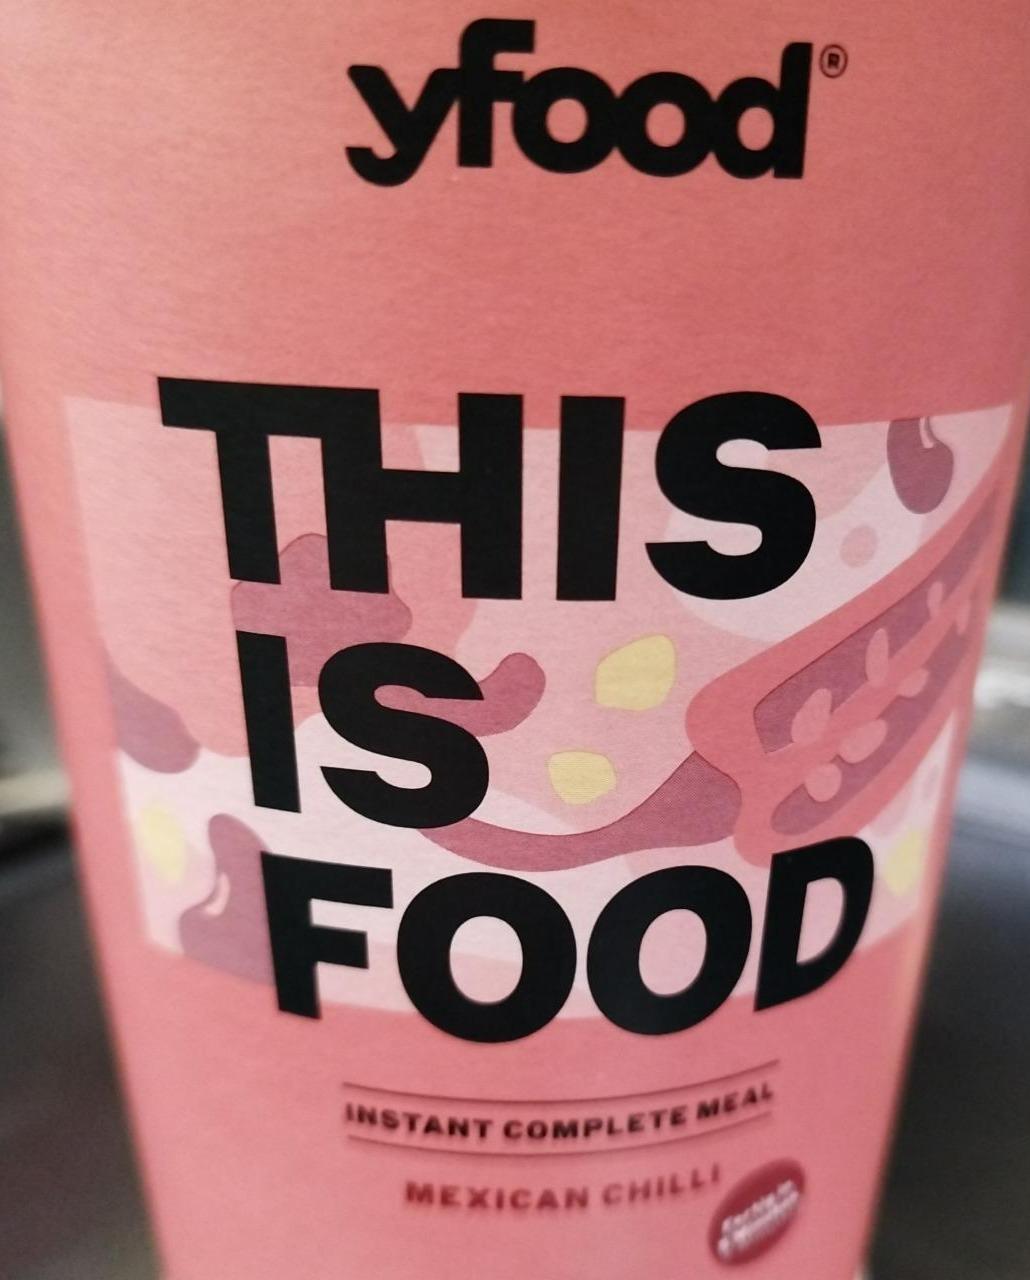 yfood®
THIS
IS
FOOD
INSTANT COMPLETE MEAL
MEXICAN CHILLI